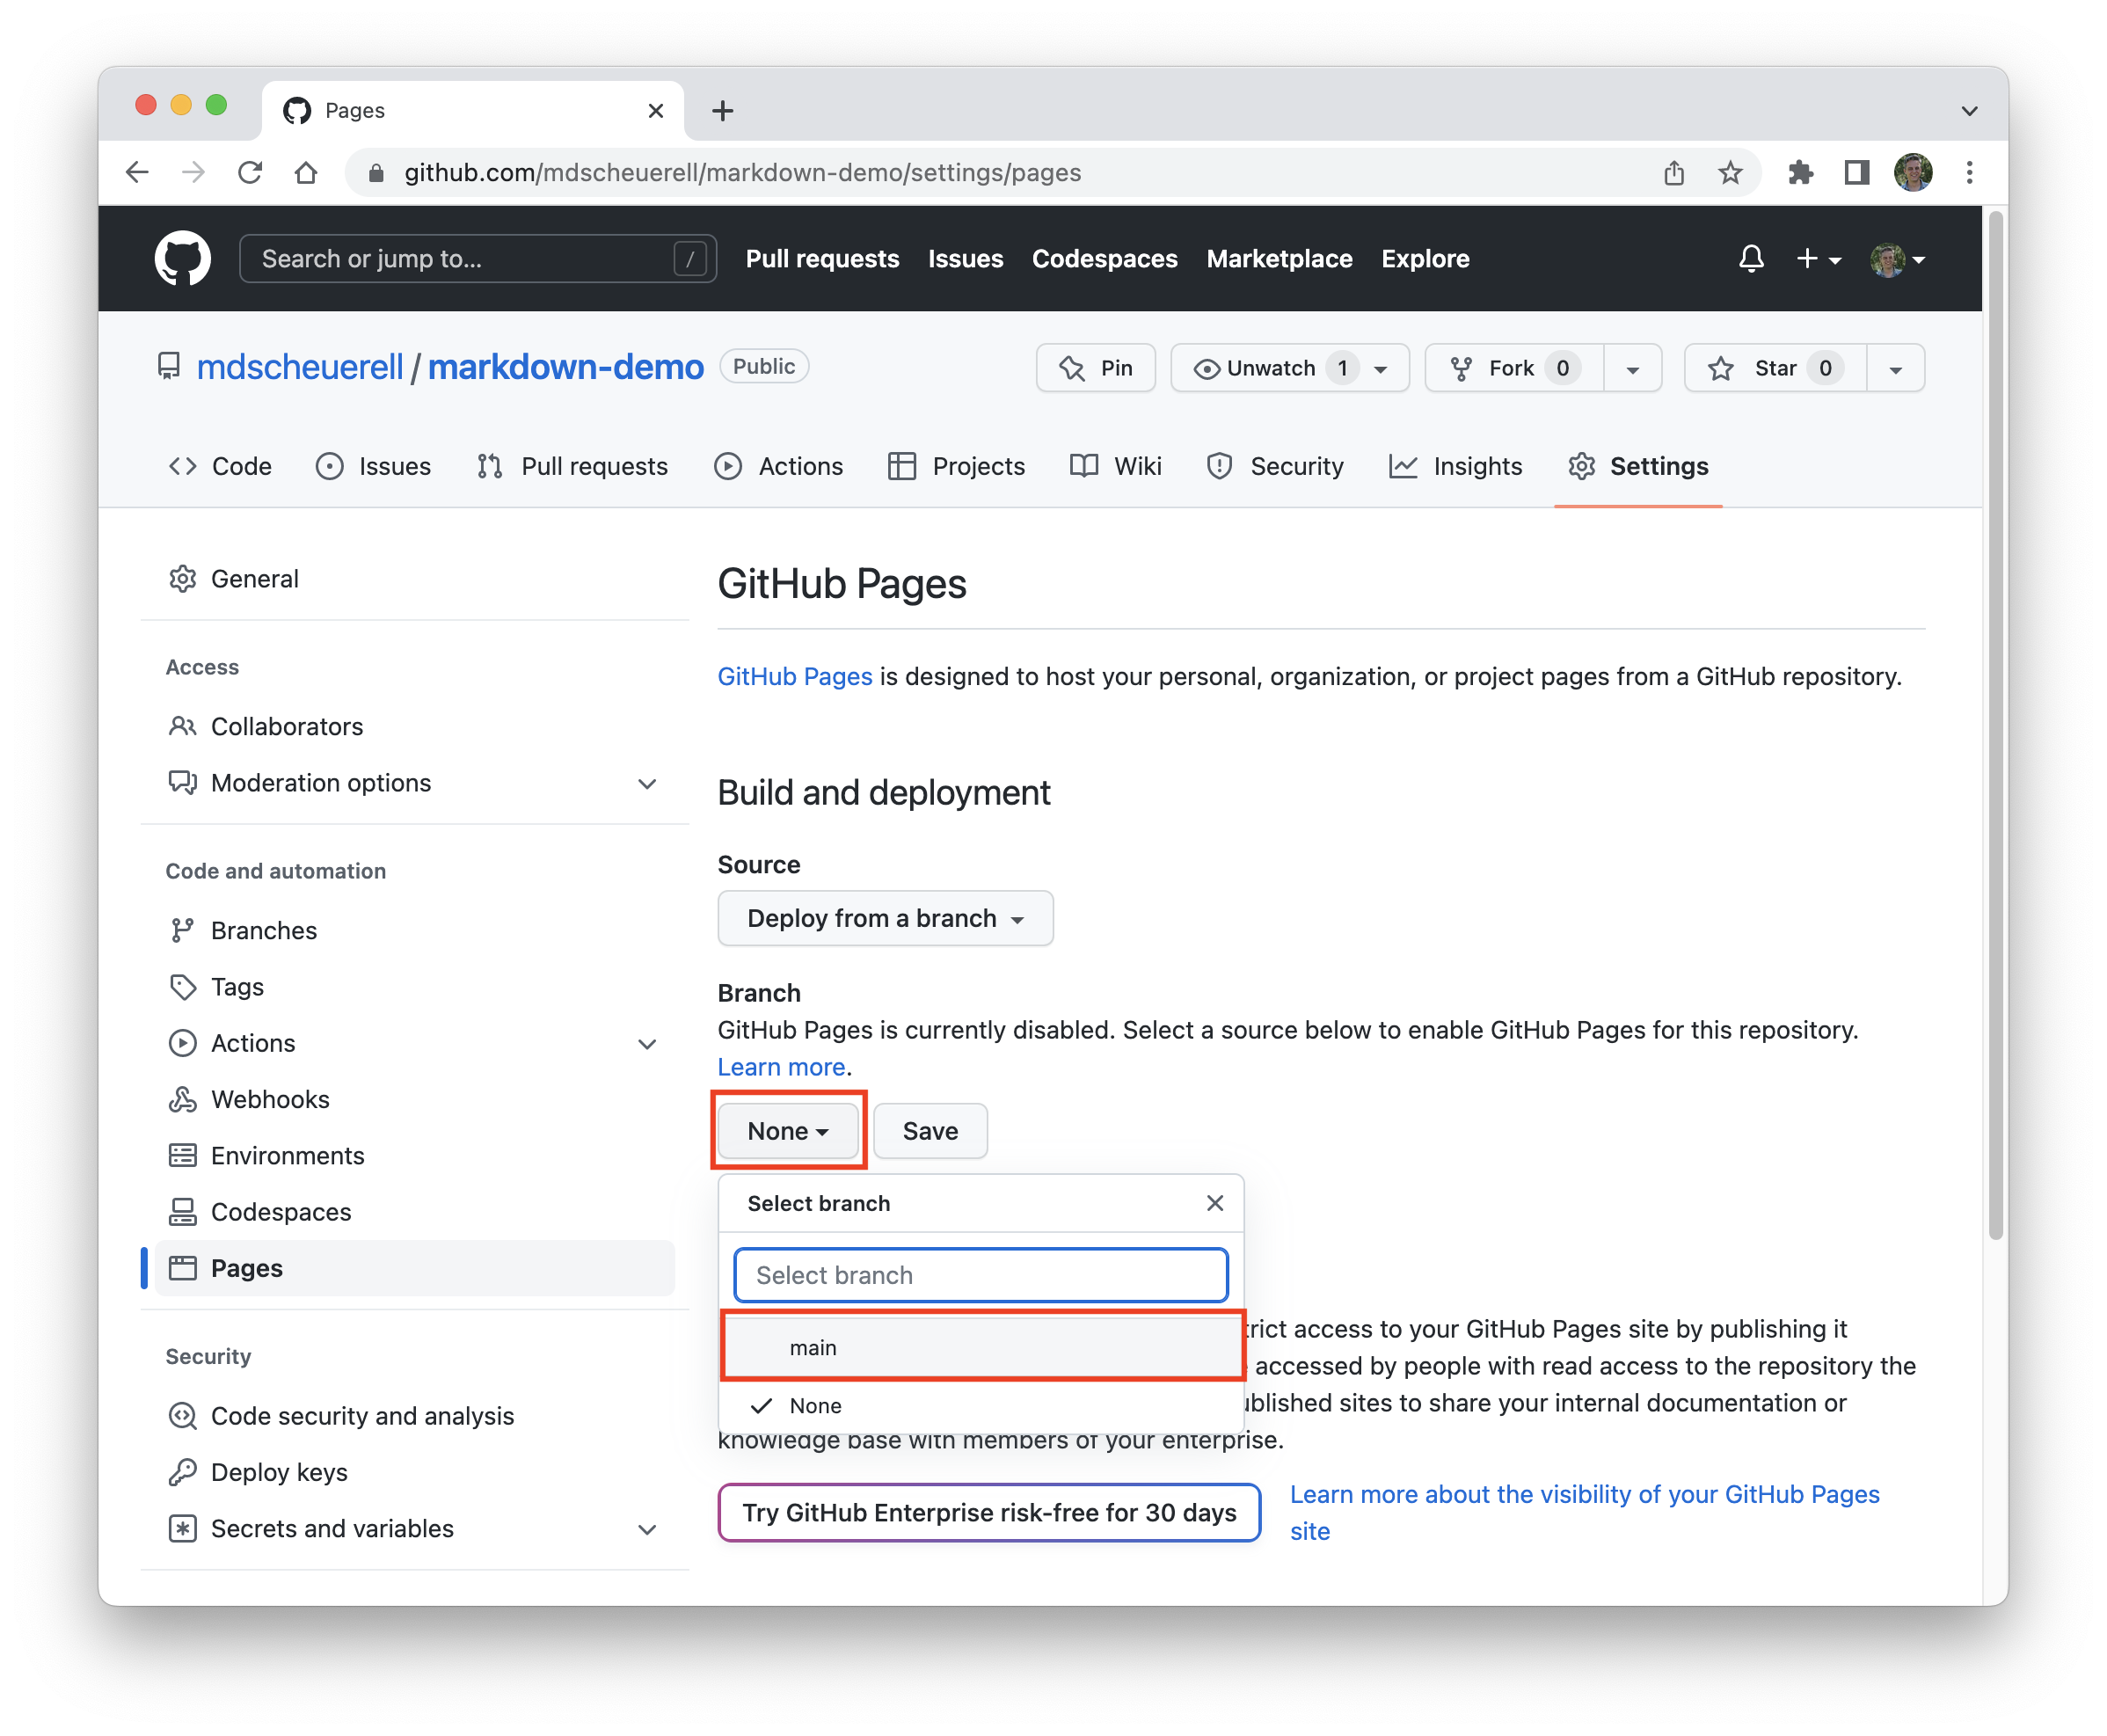 Pages
github.com/mdscheuerell/markdown-demo/settings/pages
Search or jump to... /
Pull requests
Issues
Codespaces
Marketplace
Explore
mdscheuerell / markdown-demo Public
Pin
Unwatch 1
Fork 0
Star 0
Code
Issues
Pull requests
Actions
Projects
Wiki
Security
Insights
Settings
General
Access
Collaborators
Moderation options
Code and automation
Branches
Tags
Actions
Webhooks
Environments
Codespaces
Pages
Security
Code security and analysis
Deploy keys
Secrets and variables
GitHub Pages
GitHub Pages is designed to host your personal, organization, or project pages from a GitHub repository.
Build and deployment
Source
Deploy from a branch
Branch
GitHub Pages is currently disabled. Select a source below to enable GitHub Pages for this repository.
Learn more.
None
Save
Select branch
Select branch
main
None
access to your GitHub Pages site by publishing it
accessed by people with read access to the repository the
sites to share your internal documentation or
knowledge base with members of your enterprise.
Try GitHub Enterprise risk-free for 30 days
Learn more about the visibility of your GitHub Pages
site